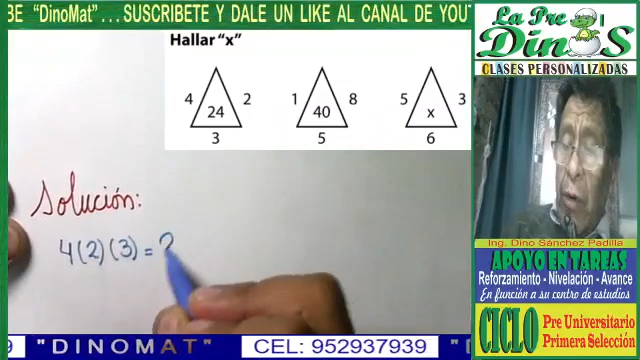 BE "DinoMat"... SUSCRIBETE Y DALE UN LIKE AL CANAL DE YOUT
La Pre
DinoS
CLASES PERSONALIZADAS
Hallar "x"
4 2
24
3
1 8
40
5
5 3
x
6
Solución:
4(2)(3)=2
Ing. Dino Sánchez Padilla
APOYO EN TAREAS
Reforzamiento - Nivelación - Avance
En función a su centro de estudios
CICLO Pre Universitario
Primera Selección
9 "DINOMAT" CEL: 952937939